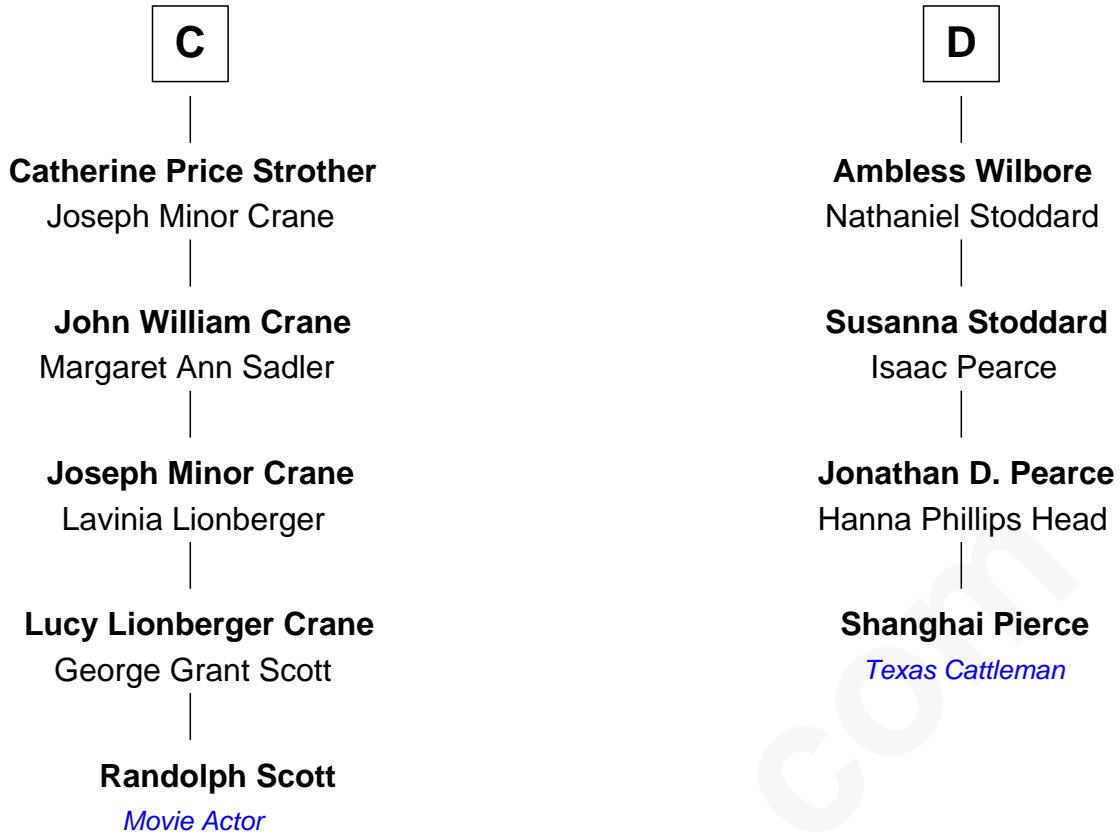 C
Catherine Price Strother
Joseph Minor Crane
John William Crane
Margaret Ann Sadler
Joseph Minor Crane
Lavinia Lionberger
Lucy Lionberger Crane
George Grant Scott
Randolph Scott
Movie Actor
D
Ambless Wilbore
Nathaniel Stoddard
Susanna Stoddard
Isaac Pearce
Jonathan D. Pearce
Hanna Phillips Head
Shanghai Pierce
Texas Cattleman
com